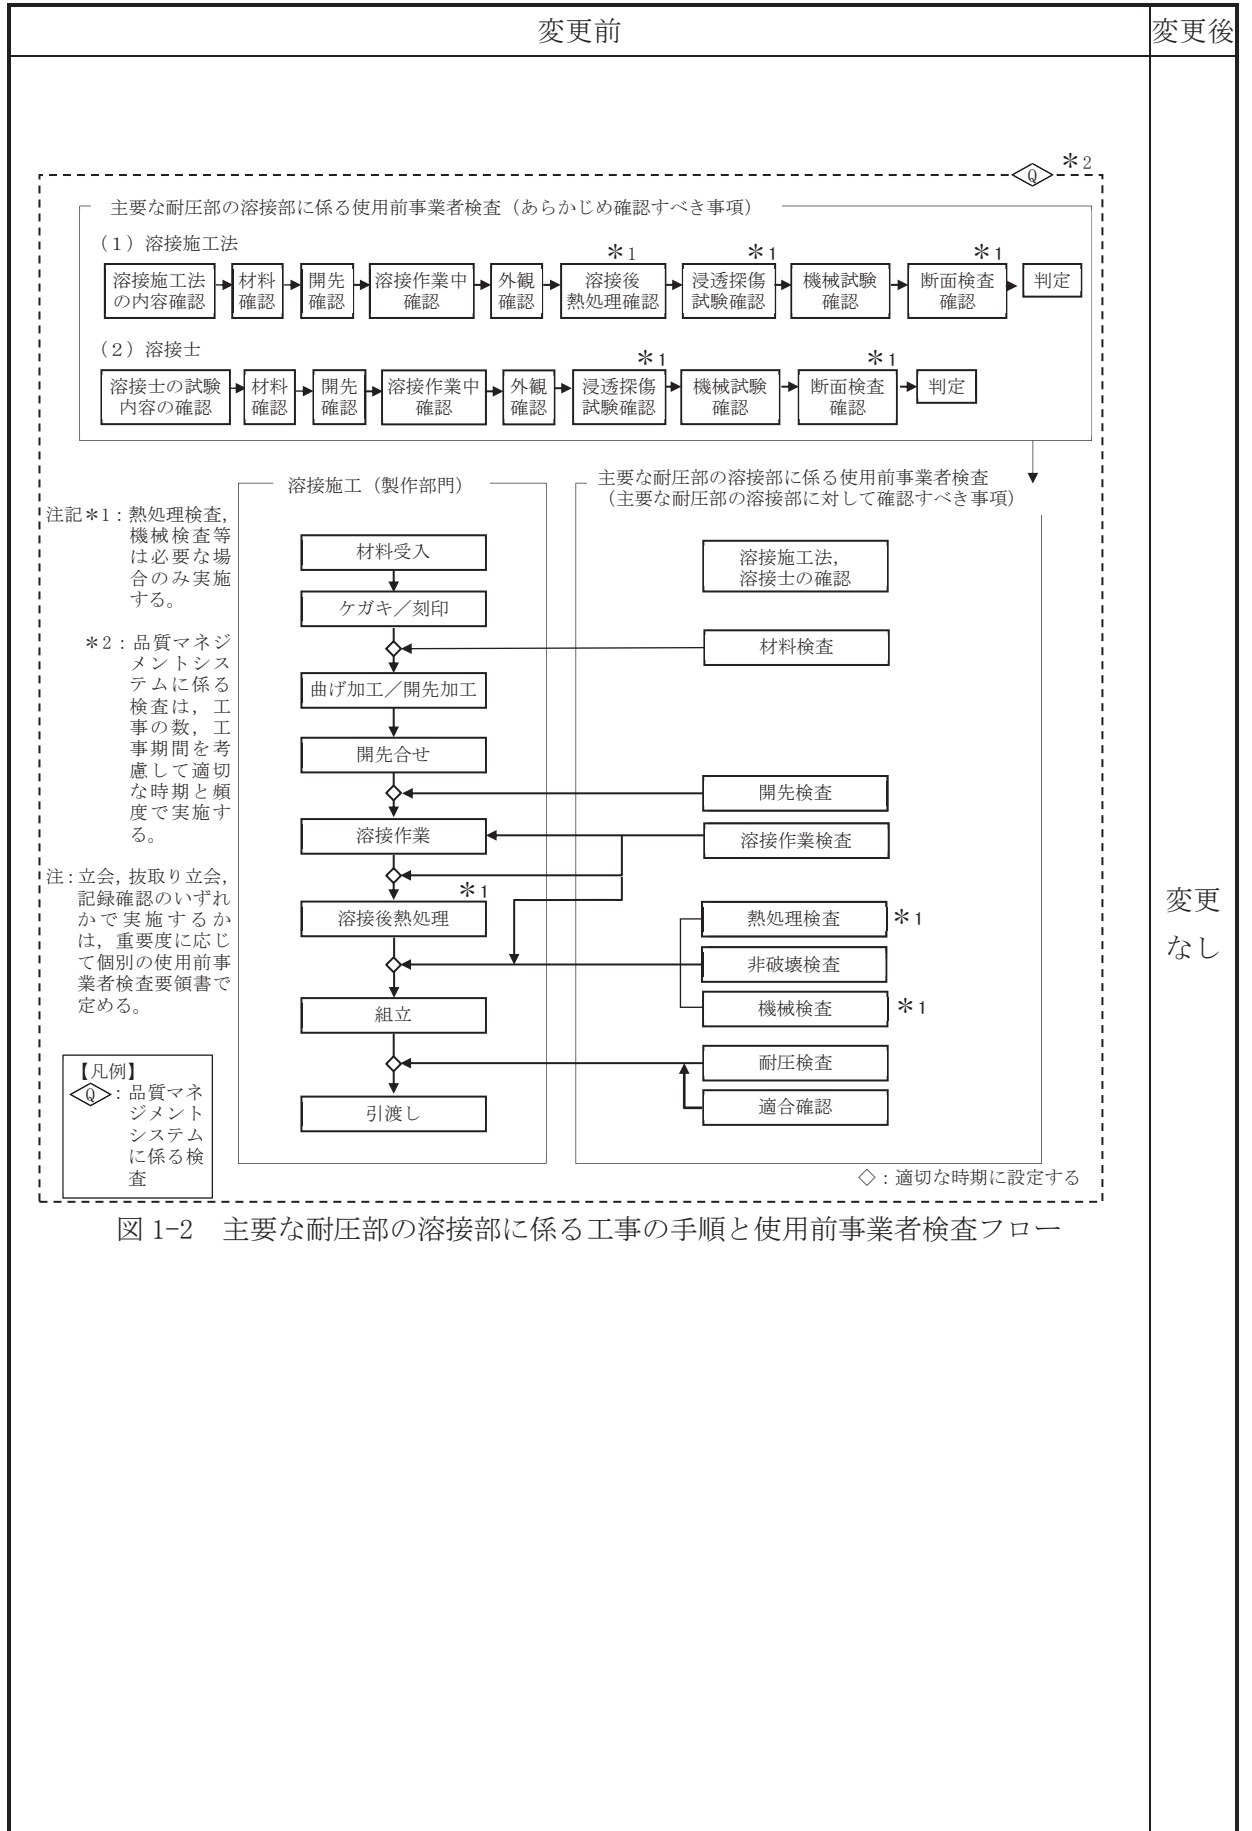 変更前
変更後
Q
＊2
主要な耐圧部の溶接部に係る使用前事業者検査（あらかじめ確認すべき事項）
（１）溶接施工法
＊1
＊1
＊1
溶接施工法
の内容確認
材料
確認
開先
確認
溶接作業中
確認
外観
確認
溶接後
熱処理確認
浸透探傷
試験確認
機械試験
確認
断面検査
確認
判定
（２）溶接士
＊1
＊1
溶接士の試験
内容の確認
材料
確認
開先
確認
溶接作業中
確認
外観
確認
浸透探傷
試験確認
機械試験
確認
断面検査
確認
判定
溶接施工（製作部門）
主要な耐圧部の溶接部に係る使用前事業者検査
（主要な耐圧部の溶接部に対して確認すべき事項）
注記＊1：熱処理検査，
機械検査等
は必要な場
合のみ実施
する。
＊2：品質マネジ
メントシス
テムに係る
検査は，工
事の数，工
事期間を考
慮して適切
な時期と頻
度で実施す
る。
注：立会，抜取り立会，
記録確認のいずれ
かで実施するか
は，重要度に応じ
て個別の使用前事
業者検査要領書で
定める。
【凡例】
Q：品質マネ
ジメント
システム
に係る検
査
材料受入
ケガキ／刻印
曲げ加工／開先加工
開先合せ
溶接作業
＊1
溶接後熱処理
組立
引渡し
溶接施工法，
溶接士の確認
材料検査
開先検査
溶接作業検査
熱処理検査
＊1
非破壊検査
機械検査
＊1
耐圧検査
適合確認
◇：適切な時期に設定する
図 1-2　主要な耐圧部の溶接部に係る工事の手順と使用前事業者検査フロー
変更
なし